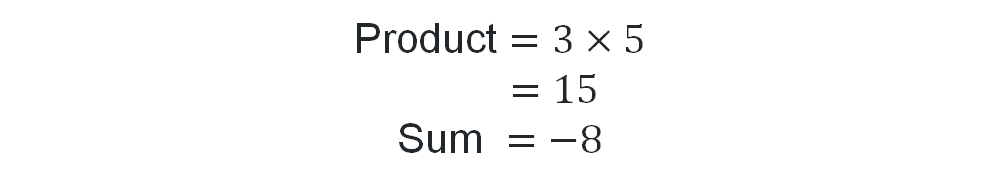 Product = 3 × 5
= 15
Sum = −8